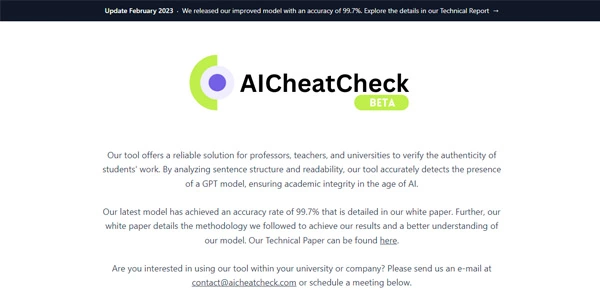 Update February 2023 · We released our improved model with an accuracy of 99.7%. Explore the details in our Technical Report →
AICheatCheck
BETA
Our tool offers a reliable solution for professors, teachers, and universities to verify the authenticity of
students' work. By analyzing sentence structure and readability, our tool accurately detects the presence
of a GPT model, ensuring academic integrity in the age of AI.
Our latest model has achieved an accuracy rate of 99.7% that is detailed in our white paper. Further, our
white paper details the methodology we followed to achieve our results and a better understanding of
our model. Our Technical Paper can be found here.
Are you interested in using our tool within your university or company? Please send us an e-mail at
contact@aicheatcheck.com or schedule a meeting below.